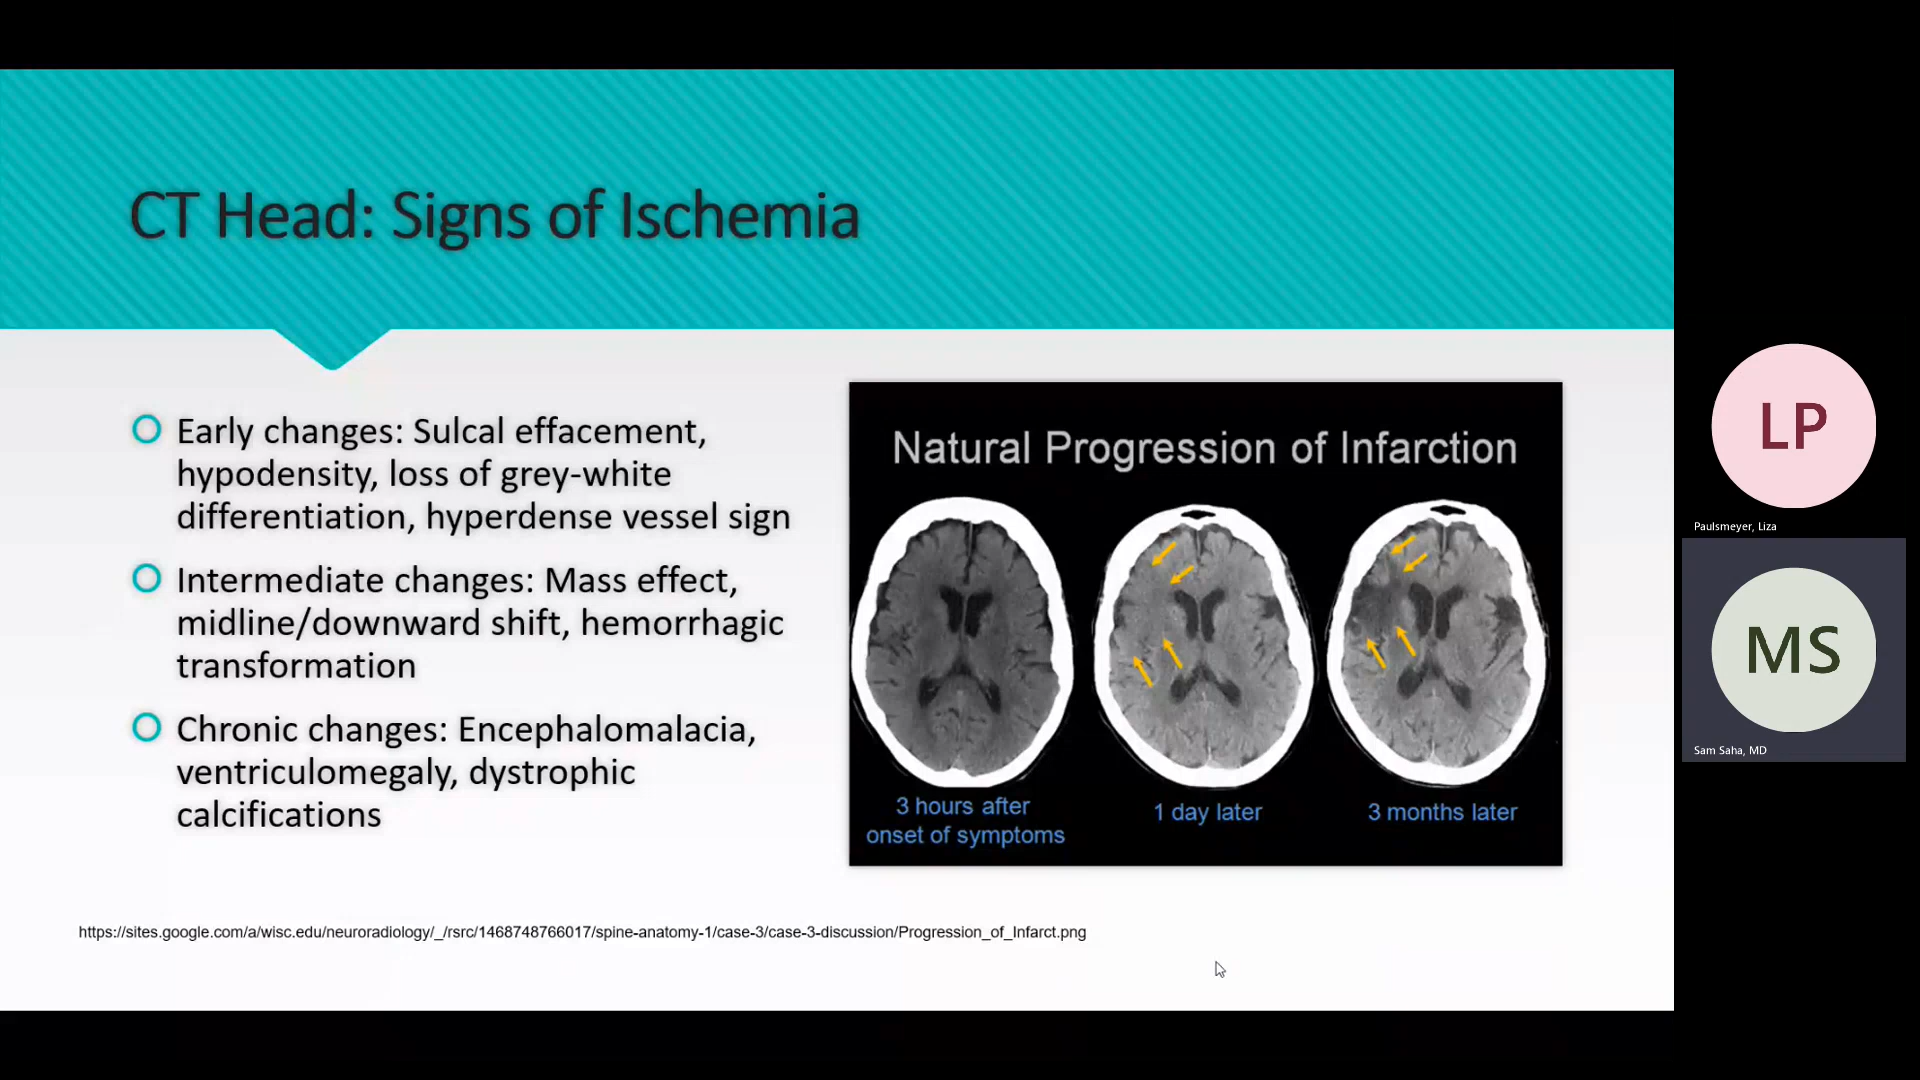 CT Head: Signs of Ischemia
Early changes: Sulcal effacement,
hypodensity, loss of grey-white
differentiation, hyperdense vessel sign
Intermediate changes: Mass effect,
midline/downward shift, hemorrhagic
transformation
Chronic changes: Encephalomalacia,
ventriculomegaly, dystrophic
calcifications
Natural Progression of Infarction
3 hours after
onset of symptoms
1 day later
3 months later
https://sites.google.com/a/wisc.edu/neuroradiology/_/rsrc/1468748766017/spine-anatomy-1/case-3/case-3-discussion/Progression_of_Infarct.png
LP
Paulsmeyer, Liza
MS
Sam Saha, MD